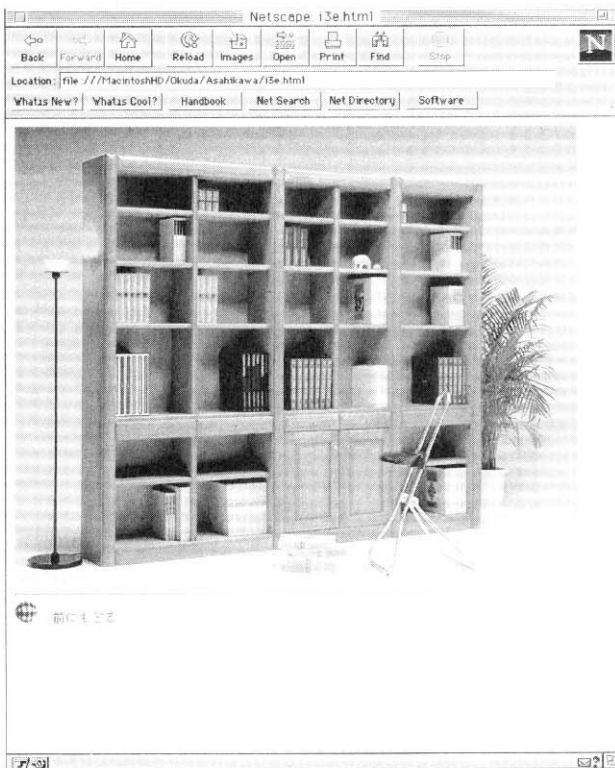 Netscape: i3e.html
Back Forward Home Reload Images Open Print Find Stop
N
Location: file:///MacintoshHD/Okuda/Asahikawa/i3e.html
What's New? What's Cool? Handbook Net Search Net Directory Software
前にもどる